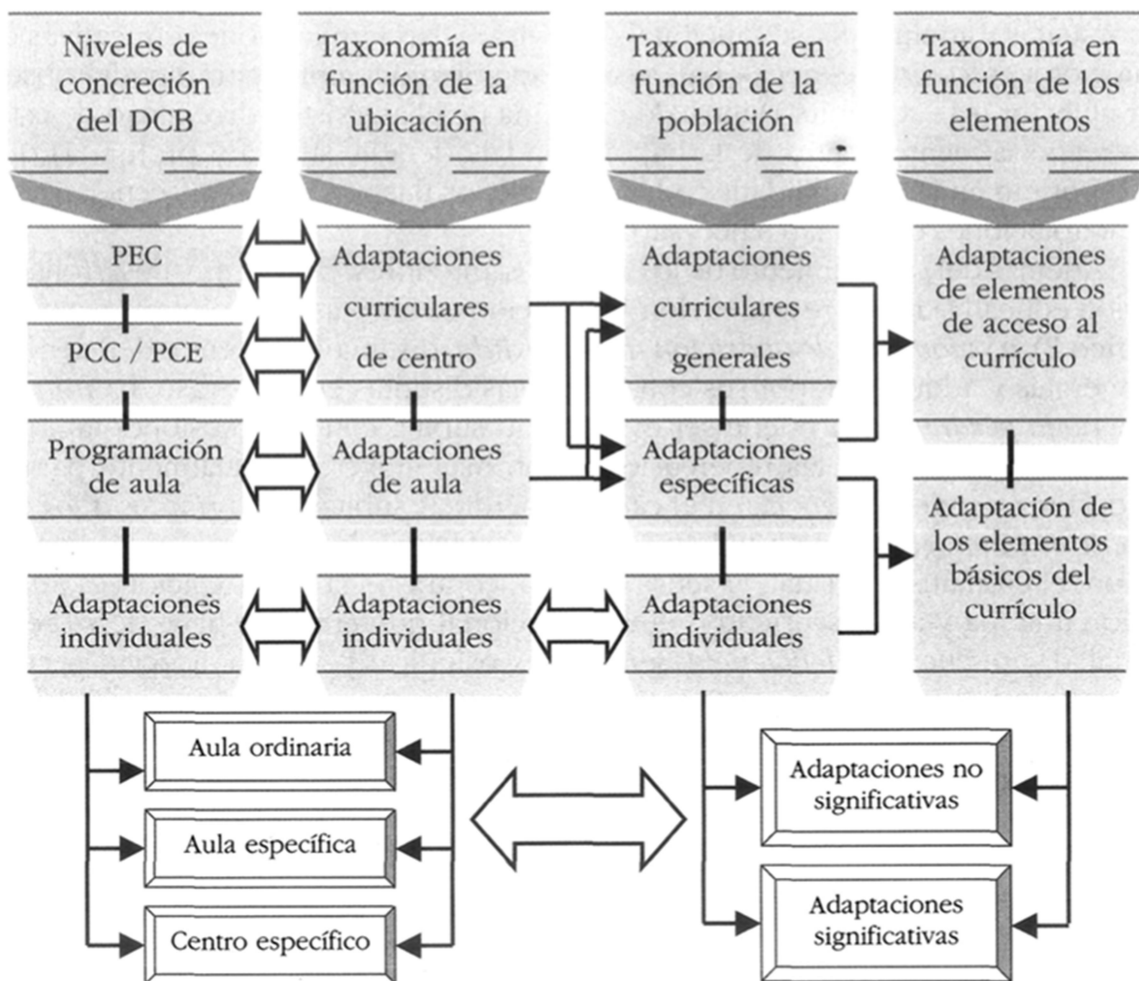 Niveles de
concreción
del DCB
Taxonomía en
función de la
ubicación
Taxonomía en
función de la
población
Taxonomía en
función de los
elementos
PEC
PCC / PCE
Programación
de aula
Adaptaciones
individuales
Adaptaciones
curriculares
de centro
Adaptaciones
de aula
Adaptaciones
individuales
Adaptaciones
curriculares
generales
Adaptaciones
específicas
Adaptaciones
individuales
Adaptaciones
de elementos
de acceso al
currículo
Adaptación de
los elementos
básicos del
currículo
Aula ordinaria
Aula específica
Centro específico
Adaptaciones no
significativas
Adaptaciones
significativas